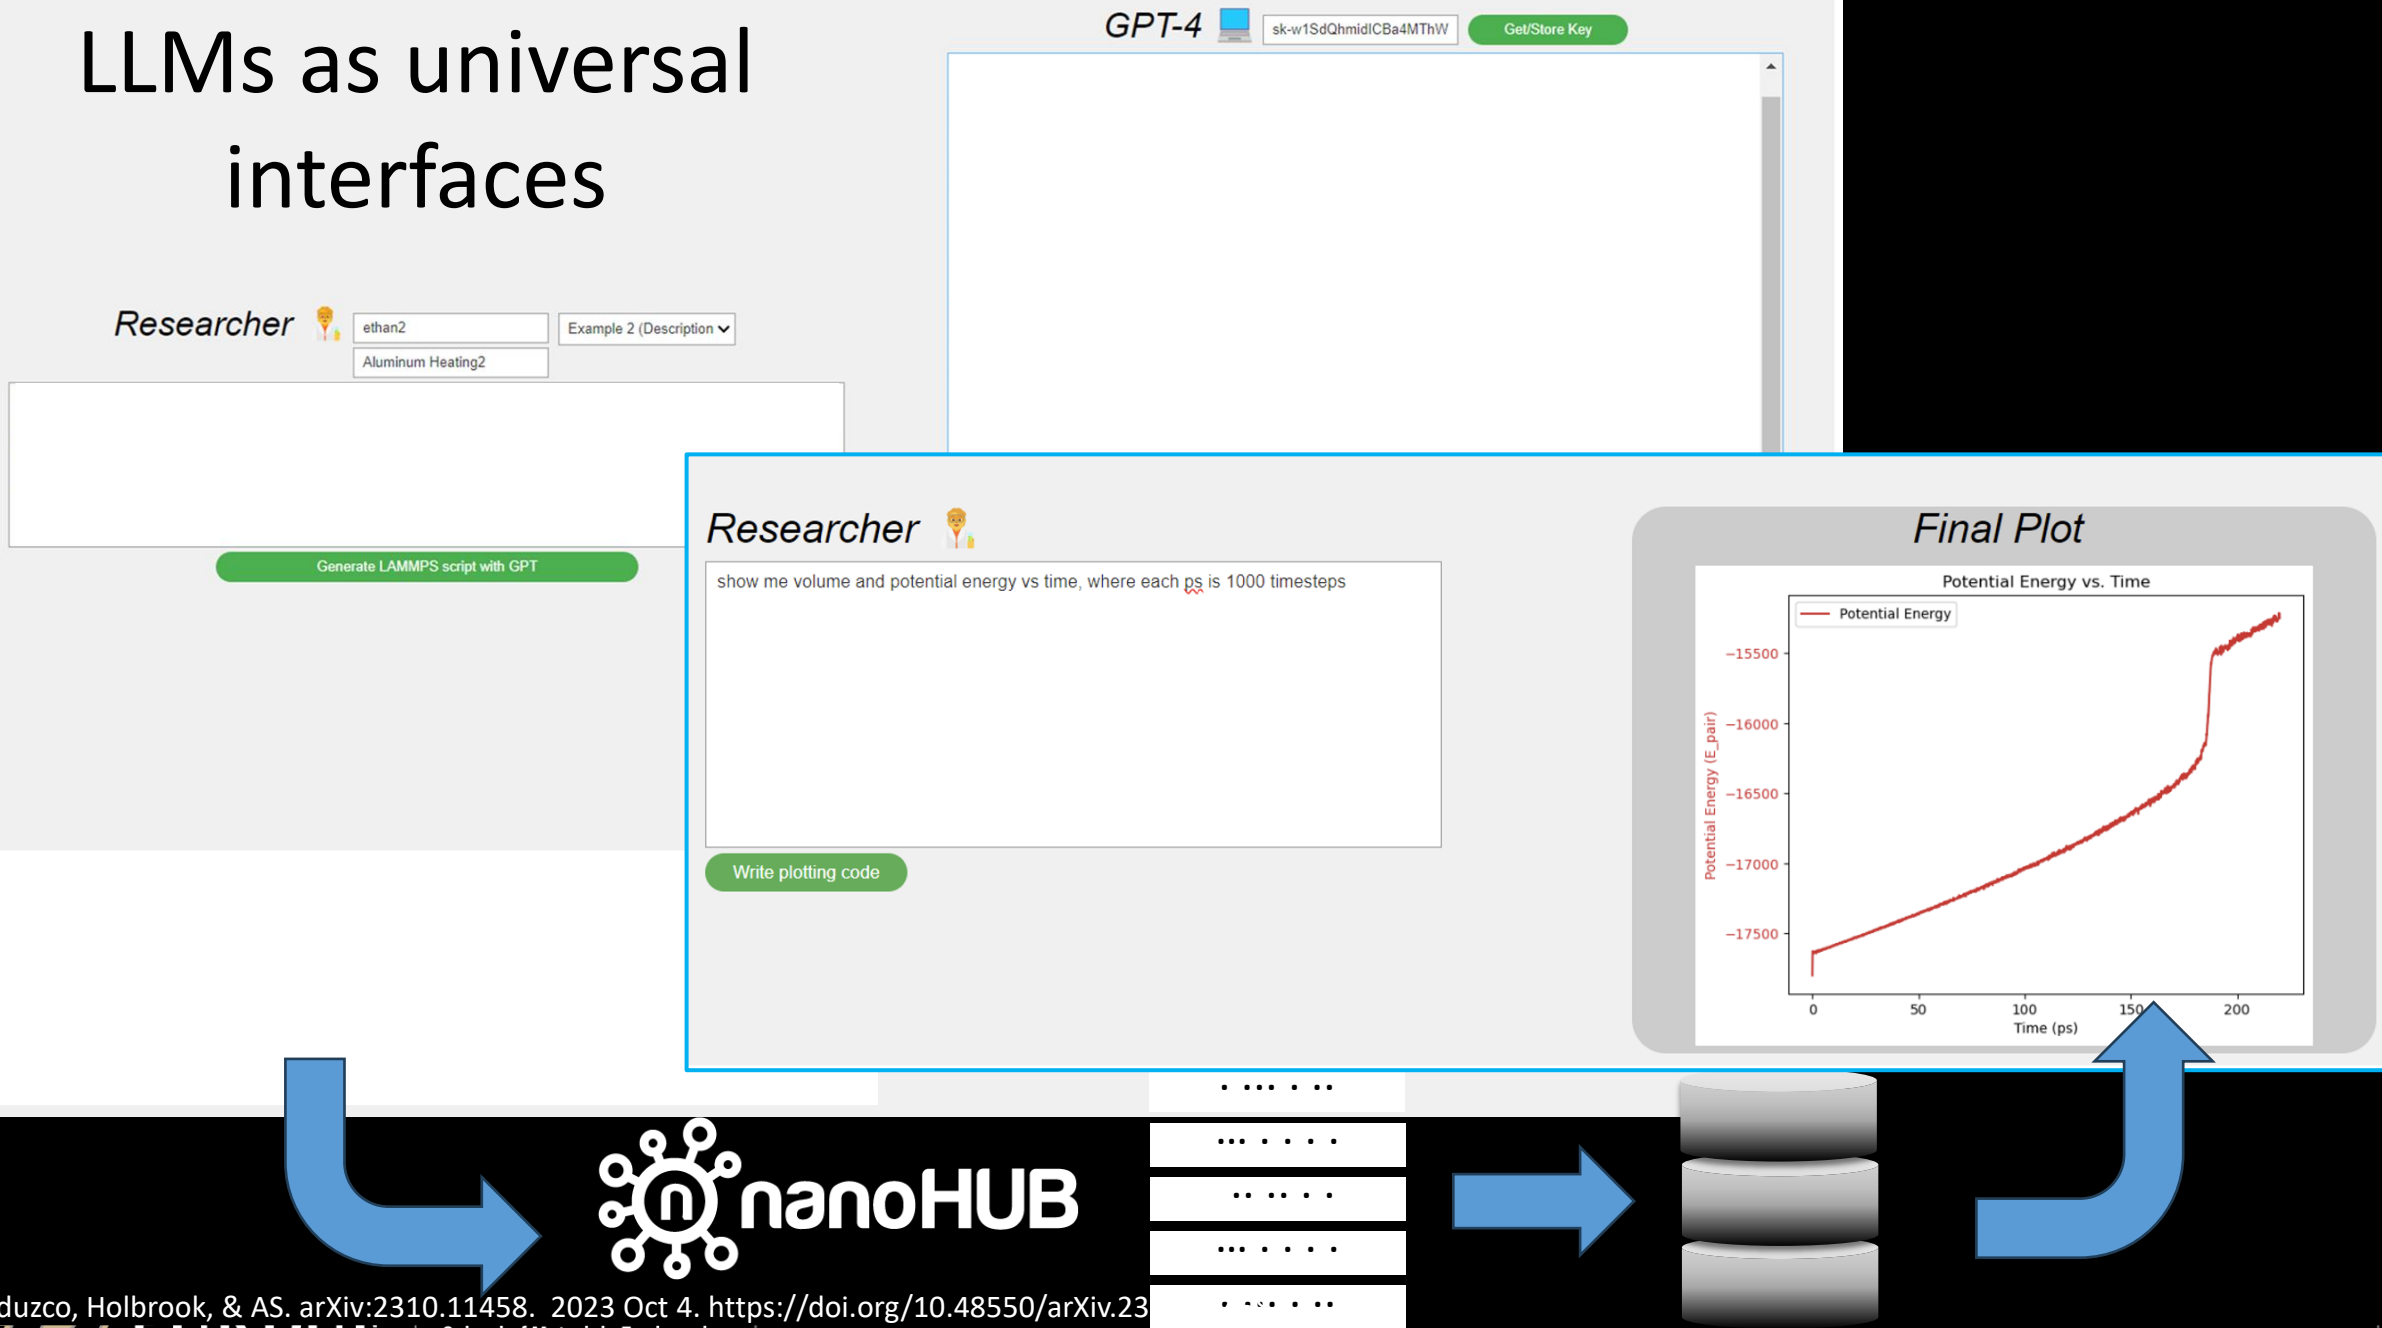 LLMs as universal
interfaces
GPT-4
sk-w1SdQhmidICBa4MThW
Get/Store Key
Researcher
ethan2
Example 2 (Description
Aluminum Heating2
Generate LAMMPS script with GPT
Researcher
show me volume and potential energy vs time, where each ps is 1000 timesteps
Write plotting code
Final Plot
Potential Energy vs. Time
Potential Energy
−15500
−16000
−16500
−17000
−17500
Potential Energy (E_pair)
0
50
100
150
200
Time (ps)
n
nanoHUB
duzco, Holbrook, & AS. arXiv:2310.11458. 2023 Oct 4. https://doi.org/10.48550/arXiv.23